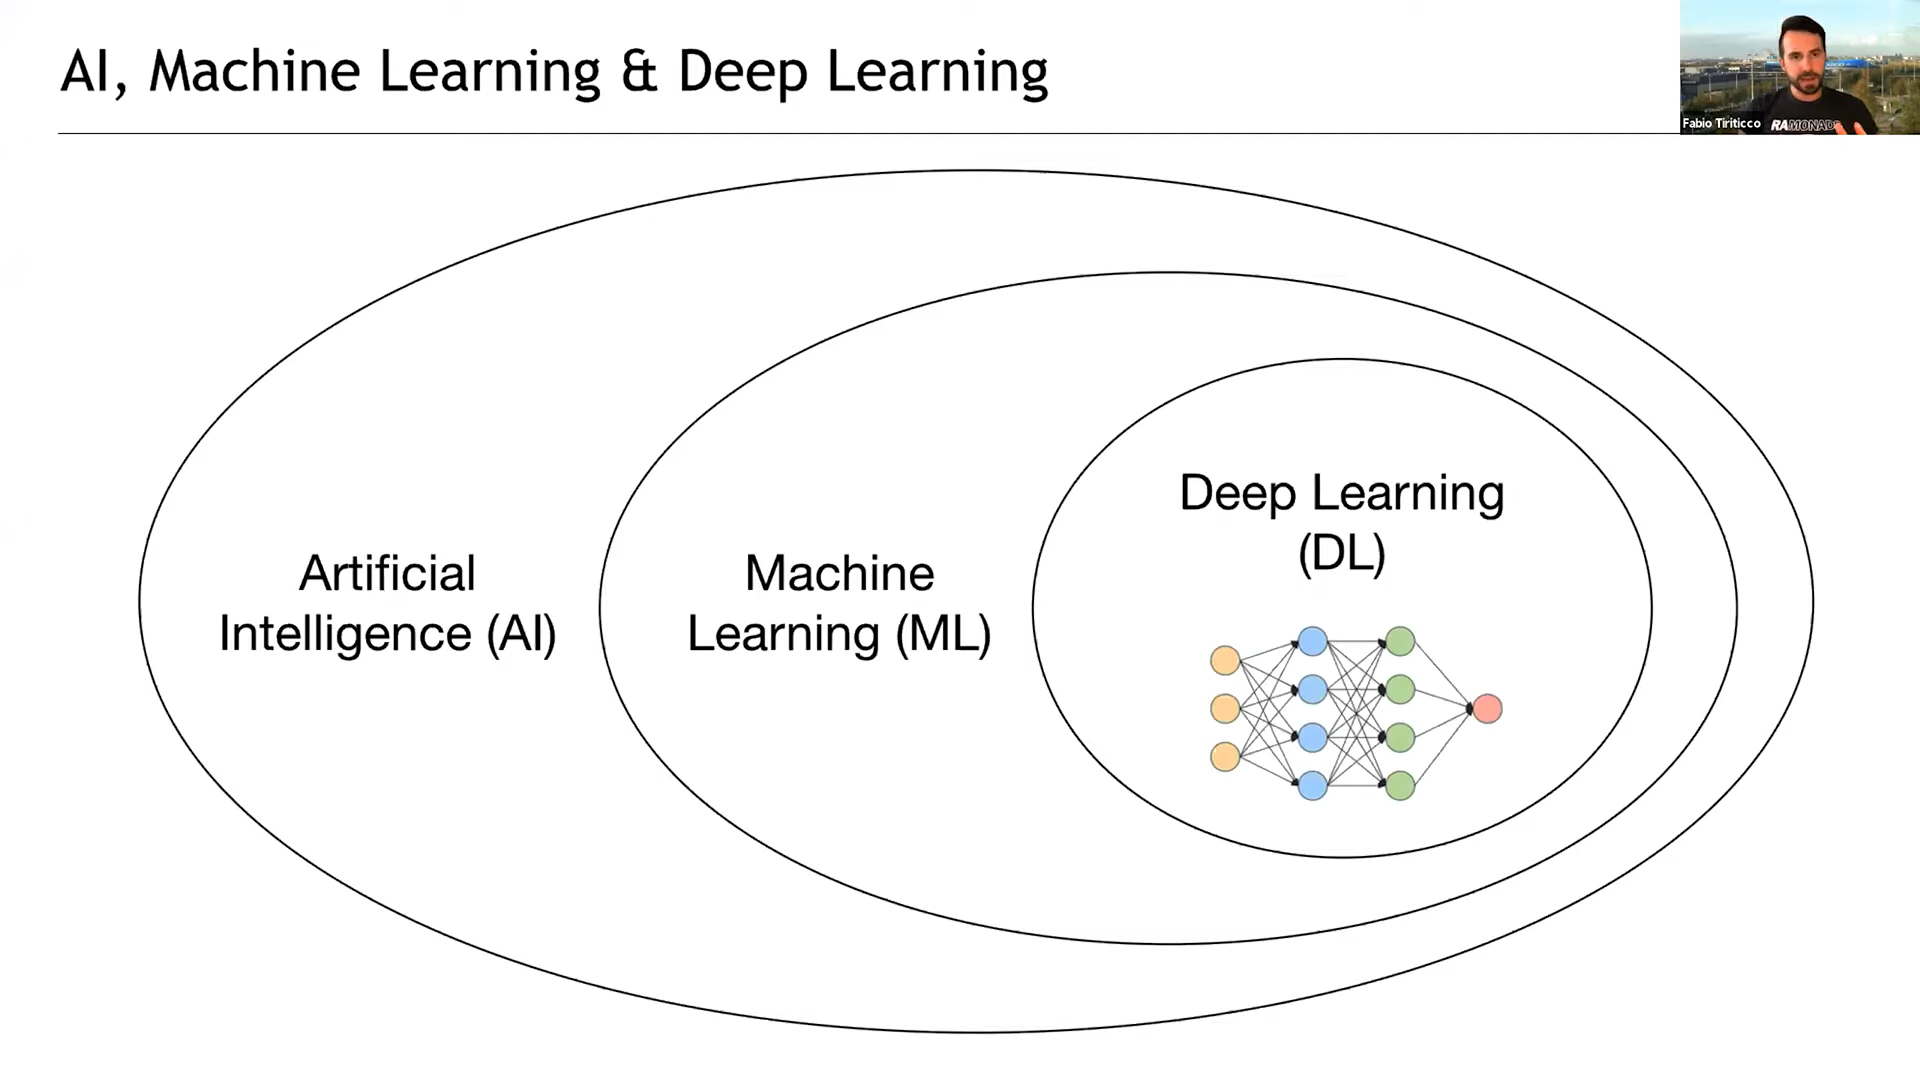 AI, Machine Learning & Deep Learning
Fabio Tiriticco
Artificial
Intelligence (AI)
Machine
Learning (ML)
Deep Learning
(DL)